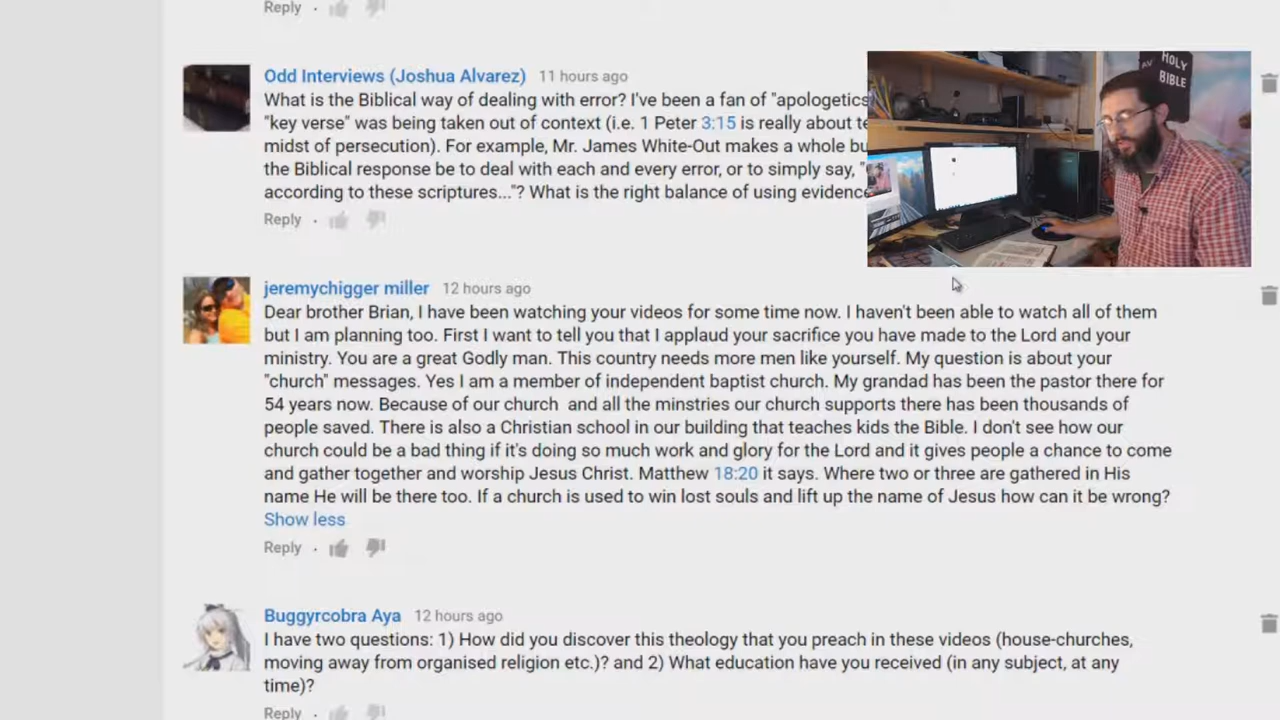 Reply
Odd Interviews (Joshua Alvarez) 11 hours ago
What is the Biblical way of dealing with error? I've been a fan of "apologetics
"key verse" was being taken out of context (i.e. 1 Peter 3:15 is really about te
midst of persecution). For example, Mr. James White-Out makes a whole bu
the Biblical response be to deal with each and every error, or to simply say, "
according to these scriptures..."? What is the right balance of using evidence
Reply
HOLY
BIBLE
AV
jeremychigger miller 12 hours ago
Dear brother Brian, I have been watching your videos for some time now. I haven't been able to watch all of them
but I am planning too. First I want to tell you that I applaud your sacrifice you have made to the Lord and your
ministry. You are a great Godly man. This country needs more men like yourself. My question is about your
"church" messages. Yes I am a member of independent baptist church. My grandad has been the pastor there for
54 years now. Because of our church and all the minstries our church supports there has been thousands of
people saved. There is also a Christian school in our building that teaches kids the Bible. I don't see how our
church could be a bad thing if it's doing so much work and glory for the Lord and it gives people a chance to come
and gather together and worship Jesus Christ. Matthew 18:20 it says. Where two or three are gathered in His
name He will be there too. If a church is used to win lost souls and lift up the name of Jesus how can it be wrong?
Show less
Reply
Buggyrcobra Aya 12 hours ago
I have two questions: 1) How did you discover this theology that you preach in these videos (house-churches,
moving away from organised religion etc.)? and 2) What education have you received (in any subject, at any
time)?
Reply